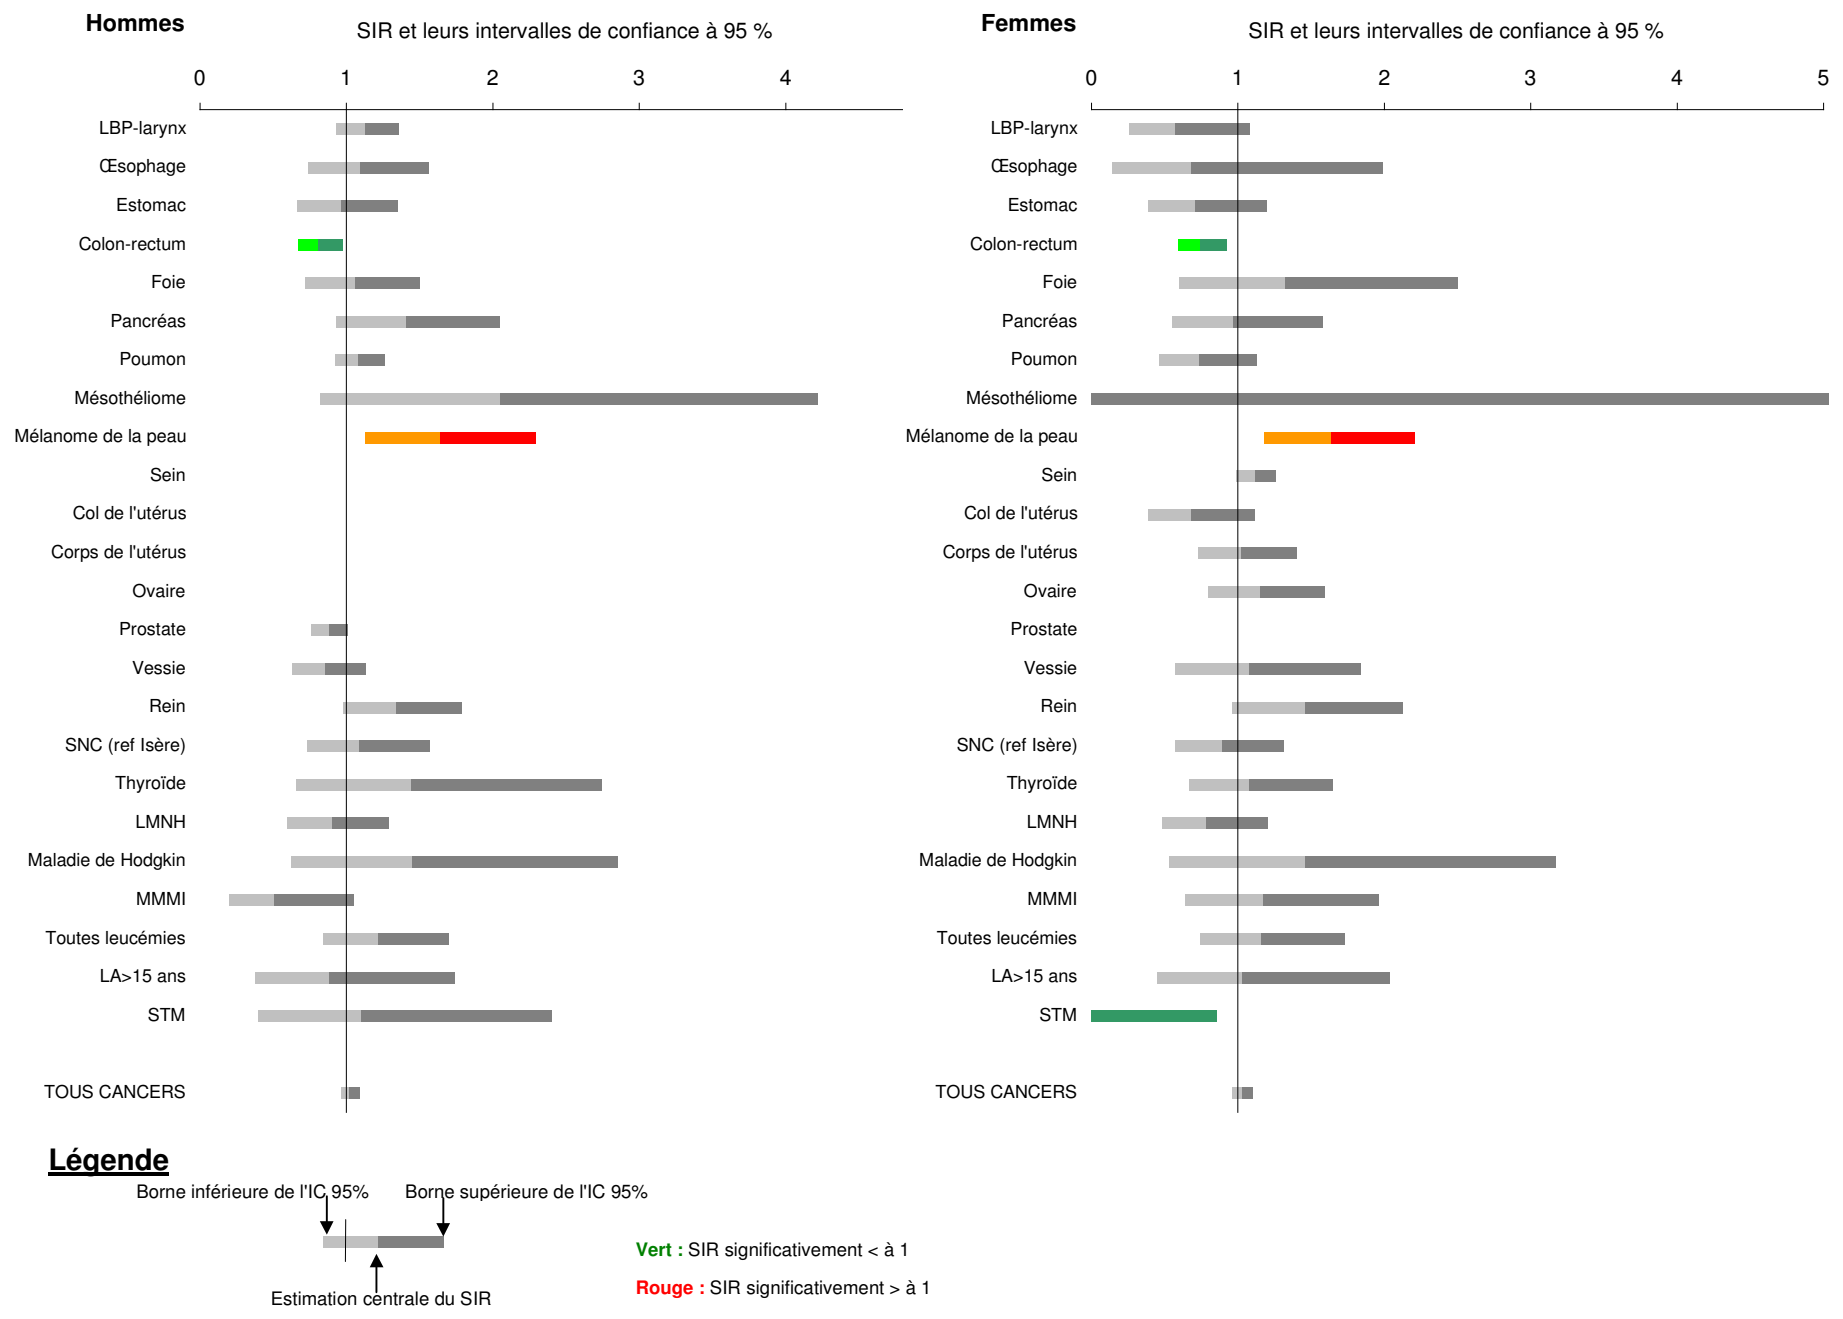 Hommes
SIR et leurs intervalles de confiance à 95 %
0 1 2 3 4
LBP-larynx
Œsophage
Estomac
Colon-rectum
Foie
Pancréas
Poumon
Mésothéliome
Mélanome de la peau
Sein
Col de l'utérus
Corps de l'utérus
Ovaire
Prostate
Vessie
Rein
SNC (ref Isère)
Thyroïde
LMNH
Maladie de Hodgkin
MMMI
Toutes leucémies
LA>15 ans
STM
TOUS CANCERS
Femmes
SIR et leurs intervalles de confiance à 95 %
0 1 2 3 4 5
LBP-larynx
Œsophage
Estomac
Colon-rectum
Foie
Pancréas
Poumon
Mésothéliome
Mélanome de la peau
Sein
Col de l'utérus
Corps de l'utérus
Ovaire
Prostate
Vessie
Rein
SNC (ref Isère)
Thyroïde
LMNH
Maladie de Hodgkin
MMMI
Toutes leucémies
LA>15 ans
STM
TOUS CANCERS
Légende
Borne inférieure de l'IC 95%
Borne supérieure de l'IC 95%
Estimation centrale du SIR
Vert : SIR significativement < à 1
Rouge : SIR significativement > à 1